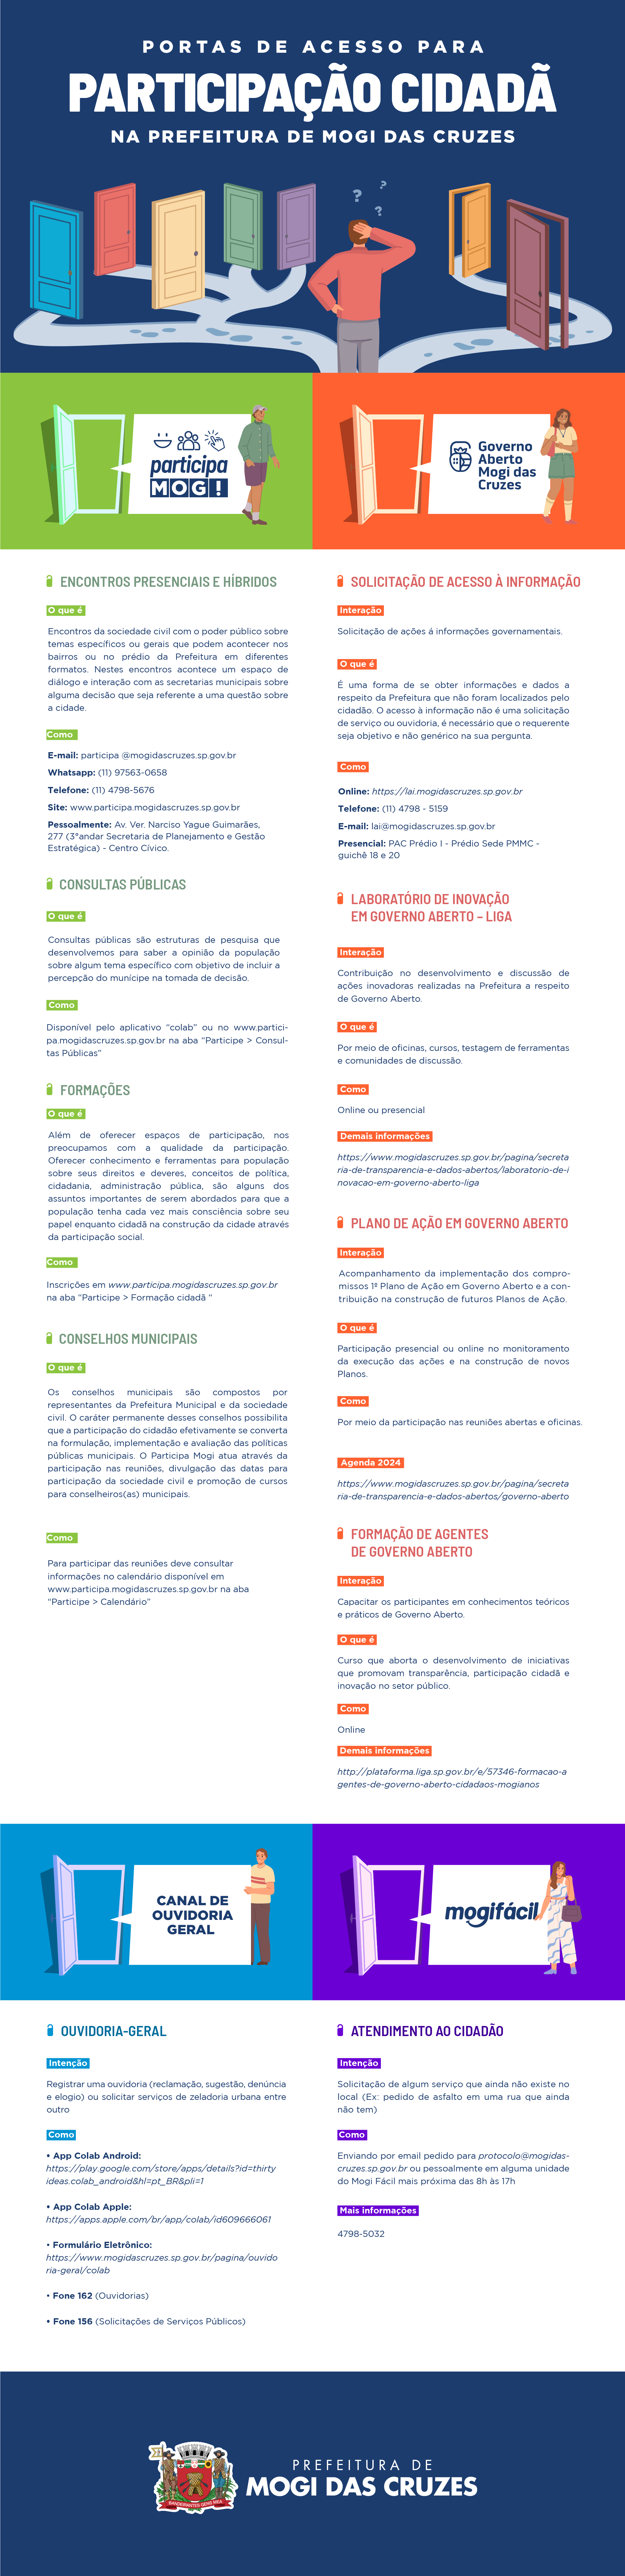 PORTAS DE ACESSO PARA
PARTICIPAÇÃO CIDADÃ
NA PREFEITURA DE MOGI DAS CRUZES
? ?
?
participa
MOG!
Governo
Aberto
Mogi das
Cruzes
ENCONTROS PRESENCIAIS E HÍBRIDOS
O que é
Encontros da sociedade civil com o poder público sobre
temas específicos ou gerais que podem acontecer nos
bairros ou no prédio da Prefeitura em diferentes
formatos. Nestes encontros acontece um espaço de
diálogo e interação com as secretarias municipais sobre
alguma decisão que seja referente a uma questão sobre
a cidade.
Como
E-mail: participa @mogidascruzes.sp.gov.br
Whatsapp: (11) 97563-0658
Telefone: (11) 4798-5676
Site: www.participa.mogidascruzes.sp.gov.br
Pessoalmente: Av. Ver. Narciso Yague Guimarães,
277 (3°andar Secretaria de Planejamento e Gestão
Estratégica) - Centro Cívico.
CONSULTAS PÚBLICAS
O que é
Consultas públicas são estruturas de pesquisa que
desenvolvemos para saber a opinião da população
sobre algum tema específico com objetivo de incluir a
percepção do munícipe na tomada de decisão.
Como
Disponível pelo aplicativo “colab” ou no www.partici-
pa.mogidascruzes.sp.gov.br na aba “Participe > Consul-
tas Públicas”
FORMAÇÕES
O que é
Além de oferecer espaços de participação, nos
preocupamos com a qualidade da participação.
Oferecer conhecimento e ferramentas para população
sobre seus direitos e deveres, conceitos de política,
cidadania, administração pública, são alguns dos
assuntos importantes de serem abordados para que a
população tenha cada vez mais consciência sobre seu
papel enquanto cidadã na construção da cidade através
da participação social.
Como
Inscrições em www.participa.mogidascruzes.sp.gov.br
na aba “Participe > Formação cidadã “
CONSELHOS MUNICIPAIS
O que é
Os conselhos municipais são compostos por
representantes da Prefeitura Municipal e da sociedade
civil. O caráter permanente desses conselhos possibilita
que a participação do cidadão efetivamente se converta
na formulação, implementação e avaliação das políticas
públicas municipais. O Participa Mogi atua através da
participação nas reuniões, divulgação das datas para
participação da sociedade civil e promoção de cursos
para conselheiros(as) municipais.
Como
Para participar das reuniões deve consultar
informações no calendário disponível em
www.participa.mogidascruzes.sp.gov.br na aba
“Participe > Calendário”
SOLICITAÇÃO DE ACESSO À INFORMAÇÃO
Interação
Solicitação de ações á informações governamentais.
O que é
É uma forma de se obter informações e dados a
respeito da Prefeitura que não foram localizados pelo
cidadão. O acesso à informação não é uma solicitação
de serviço ou ouvidoria, é necessário que o requerente
seja objetivo e não genérico na sua pergunta.
Como
Online: https://lai.mogidascruzes.sp.gov.br
Telefone: (11) 4798 - 5159
E-mail: lai@mogidascruzes.sp.gov.br
Presencial: PAC Prédio I - Prédio Sede PMMC -
guichê 18 e 20
LABORATÓRIO DE INOVAÇÃO
EM GOVERNO ABERTO – LIGA
Interação
Contribuição no desenvolvimento e discussão de
ações inovadoras realizadas na Prefeitura a respeito
de Governo Aberto.
O que é
Por meio de oficinas, cursos, testagem de ferramentas
e comunidades de discussão.
Como
Online ou presencial
Demais informações
https://www.mogidascruzes.sp.gov.br/pagina/secreta
ria-de-transparencia-e-dados-abertos/laboratorio-de-i
novacao-em-governo-aberto-liga
PLANO DE AÇÃO EM GOVERNO ABERTO
Interação
Acompanhamento da implementação dos compro-
missos 1º Plano de Ação em Governo Aberto e a con-
tribuição na construção de futuros Planos de Ação.
O que é
Participação presencial ou online no monitoramento
da execução das ações e na construção de novos
Planos.
Como
Por meio da participação nas reuniões abertas e oficinas.
Agenda 2024
https://www.mogidascruzes.sp.gov.br/pagina/secreta
ria-de-transparencia-e-dados-abertos/governo-aberto
FORMAÇÃO DE AGENTES
DE GOVERNO ABERTO
Interação
Capacitar os participantes em conhecimentos teóricos
e práticos de Governo Aberto.
O que é
Curso que aborta o desenvolvimento de iniciativas
que promovam transparência, participação cidadã e
inovação no setor público.
Como
Online
Demais informações
http://plataforma.liga.sp.gov.br/e/57346-formacao-a
gentes-de-governo-aberto-cidadaos-mogianos
CANAL DE
OUVIDORIA
GERAL
mogifácil
OUVIDORIA-GERAL
Intenção
Registrar uma ouvidoria (reclamação, sugestão, denúncia
e elogio) ou solicitar serviços de zeladoria urbana entre
outro
Como
• App Colab Android:
https://play.google.com/store/apps/details?id=thirty
ideas.colab_android&hl=pt_BR&pli=1
• App Colab Apple:
https://apps.apple.com/br/app/colab/id609666061
• Formulário Eletrônico:
https://www.mogidascruzes.sp.gov.br/pagina/ouvido
ria-geral/colab
• Fone 162 (Ouvidorias)
• Fone 156 (Solicitações de Serviços Públicos)
ATENDIMENTO AO CIDADÃO
Intenção
Solicitação de algum serviço que ainda não existe no
local (Ex: pedido de asfalto em uma rua que ainda
não tem)
Como
Enviando por email pedido para protocolo@mogidas-
cruzes.sp.gov.br ou pessoalmente em alguma unidade
do Mogi Fácil mais próxima das 8h às 17h
Mais informações
4798-5032
BANDEIRANTES GENS MEA
PREFEITURA DE
MOGI DAS CRUZES